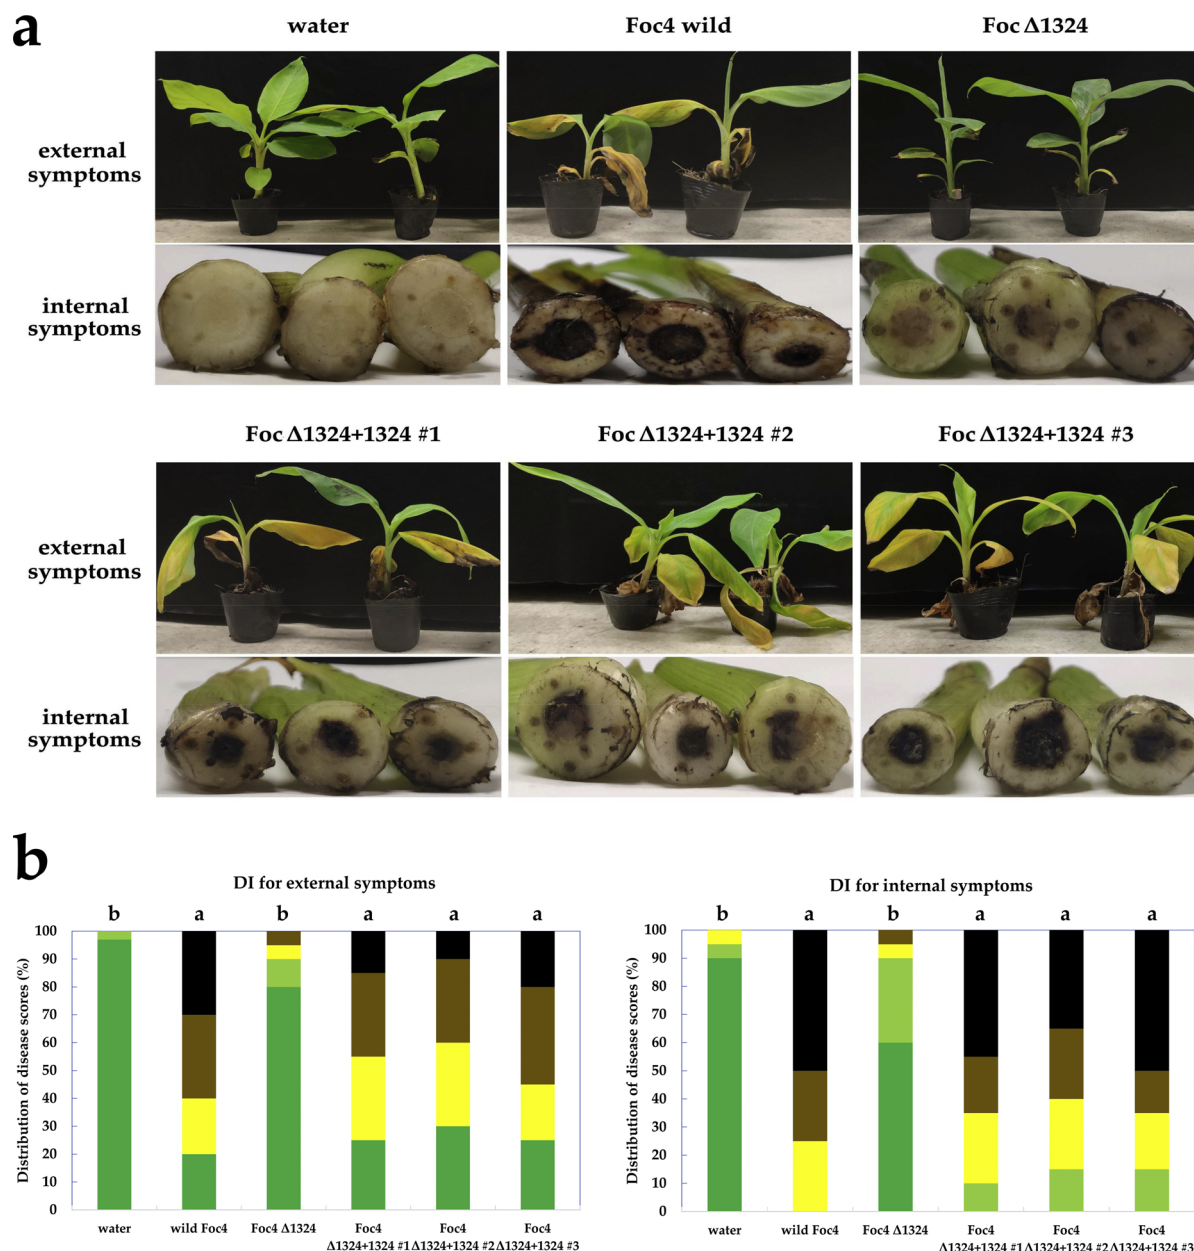 a
water
Foc4 wild
Foc Δ1324
external
symptoms
internal
symptoms
Foc Δ1324+1324 #1
Foc Δ1324+1324 #2
Foc Δ1324+1324 #3
external
symptoms
internal
symptoms
b
DI for external symptoms
b a b a a a
Distribution of disease scores (%)
100
90
80
70
60
50
40
30
20
10
0
water
wild Foc4
Foc4 Δ1324
Foc4
Δ1324+1324 #1
Foc4
Δ1324+1324 #2
Foc4
Δ1324+1324 #3
DI for internal symptoms
b a b a a a
Distribution of disease scores (%)
100
90
80
70
60
50
40
30
20
10
0
water
wild Foc4
Foc4 Δ1324
Foc4
Δ1324+1324 #1
Foc4
Δ1324+1324 #2
Foc4
Δ1324+1324 #3